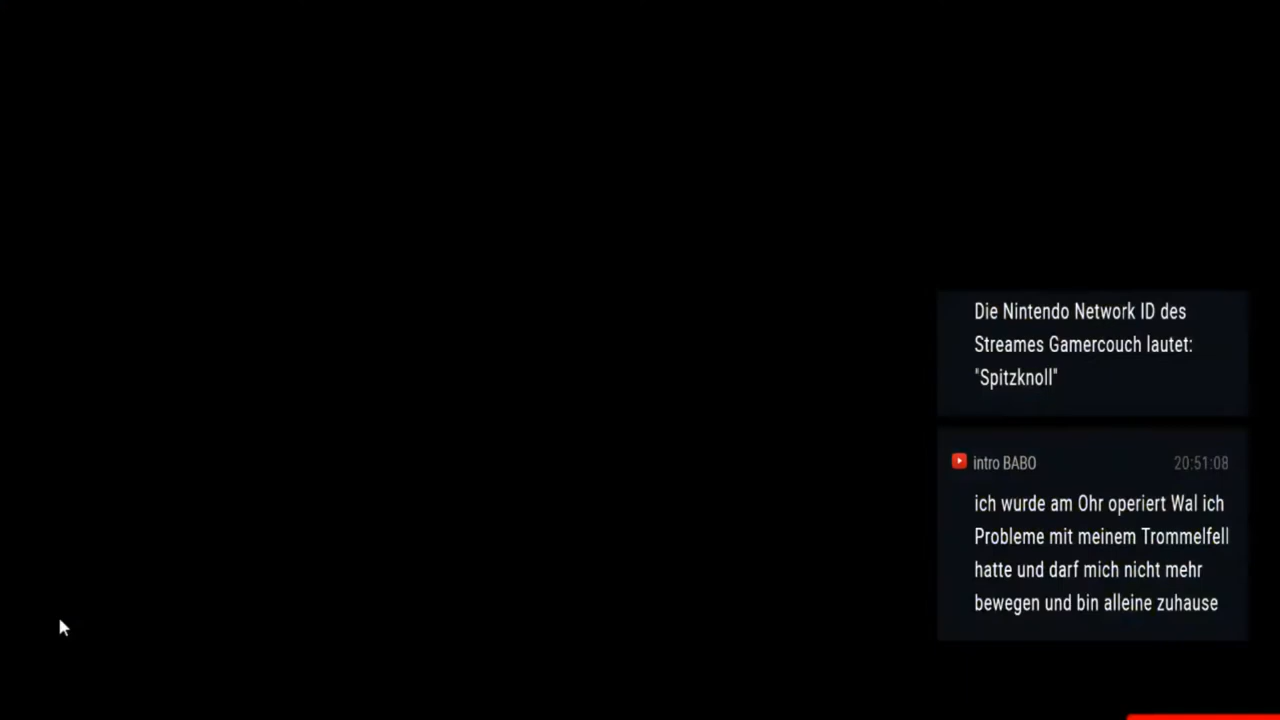 Die Nintendo Network ID des
Streames Gamercouch lautet:
"Spitzknoll"
intro BABO 20:51:08
ich wurde am Ohr operiert Wal ich
Probleme mit meinem Trommelfell
hatte und darf mich nicht mehr
bewegen und bin alleine zuhause